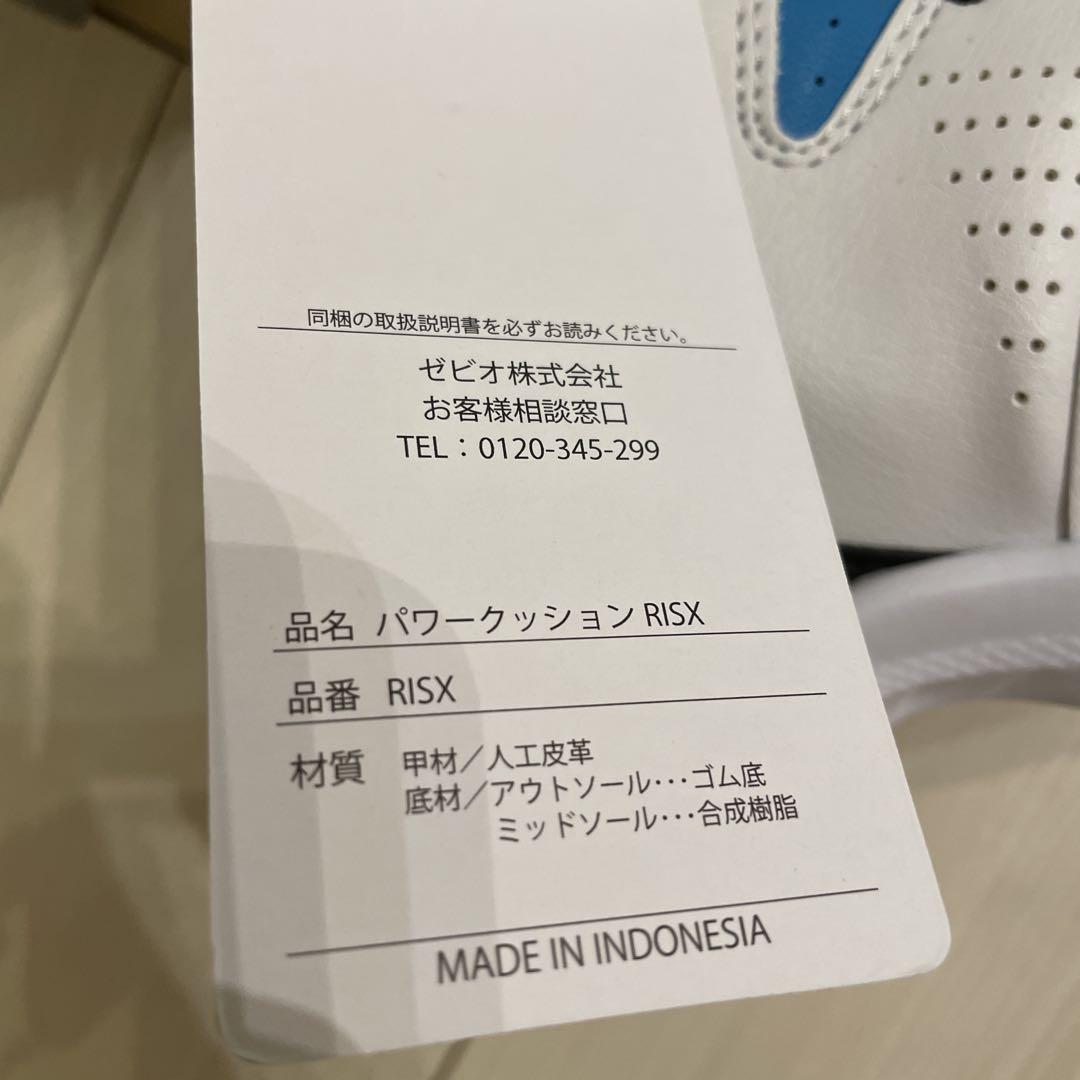 同梱の取扱説明書を必ずお読みください。
ゼビオ株式会社
お客様相談窓口
TEL：0120-345-299
品名 パワークッション RISX
品番 RISX
材質 甲材／人工皮革
底材／アウトソール･･･ゴム底
ミッドソール･･･合成樹脂
MADE IN INDONESIA